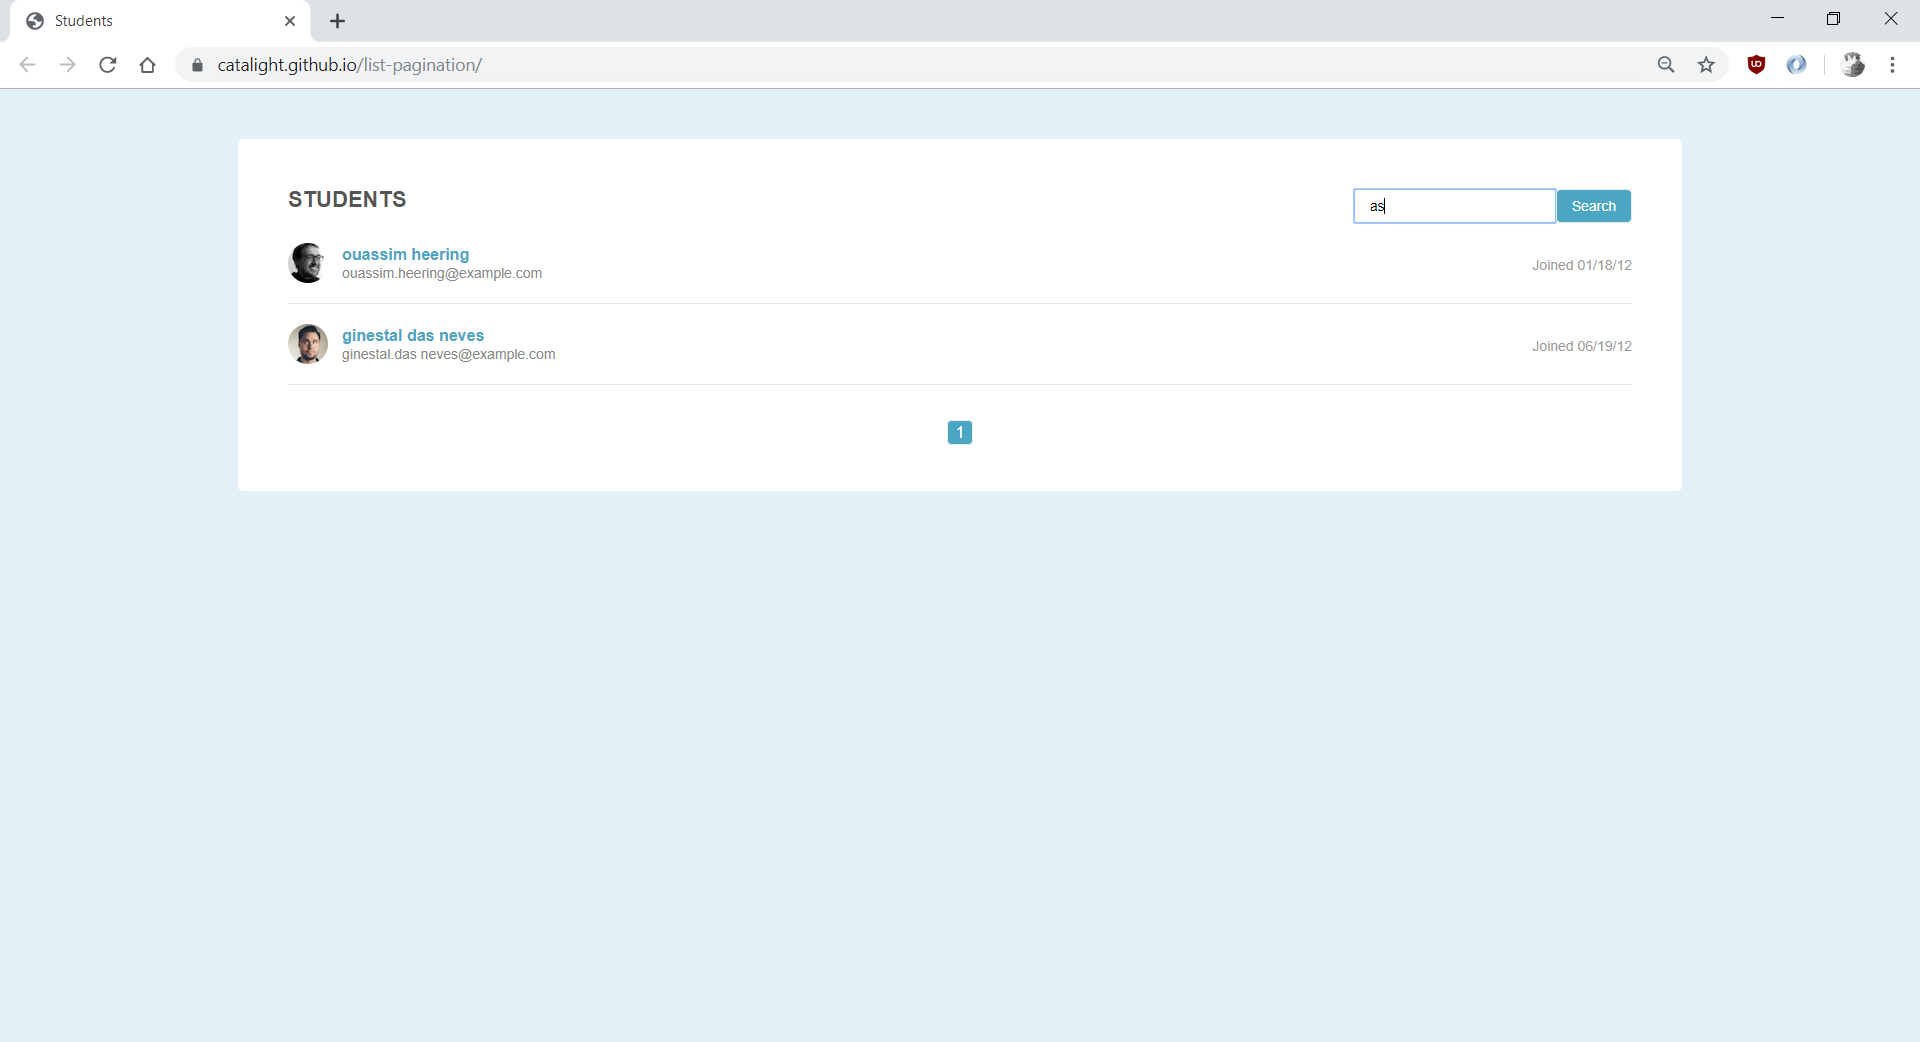 Students
catalight.github.io/list-pagination/
STUDENTS
as
Search
ouassim heering
ouassim.heering@example.com
Joined 01/18/12
ginestal das neves
ginestal.das neves@example.com
Joined 06/19/12
1